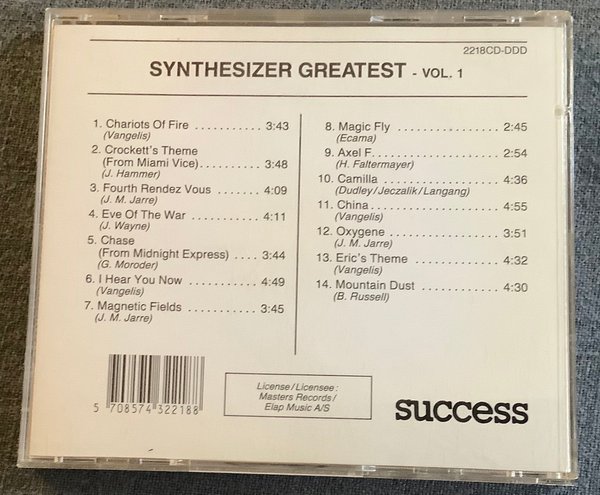 2218CD-DDD
SYNTHESIZER GREATEST - VOL. 1
1. Chariots Of Fire ........... 3:43
(Vangelis)
2. Crockett's Theme
(From Miami Vice)..... 3:48
(J. Hammer)
3. Fourth Rendez Vous ....... 4:09
(J. M. Jarre)
4. Eve Of The War ............ 4:11
(J. Wayne)
5. Chase
(From Midnight Express) .... 3:44
(G. Moroder)
6. I Hear You Now ............ 4:49
(Vangelis)
7. Magnetic Fields ........... 3:45
(J. M. Jarre)
8. Magic Fly ................ 2:45
(Ecama)
9. Axel F. ................... 2:54
(H. Faltermayer)
10. Camilla ................. 4:36
(Dudley/Jeczalik/Langang)
11. China ................... 4:55
(Vangelis)
12. Oxygene ................ 3:51
(J. M. Jarre)
13. Eric's Theme ............ 4:32
(Vangelis)
14. Mountain Dust ........... 4:30
(B. Russell)
5 708574 322188
License/Licensee:
Masters Records/
Elap Music A/S
success